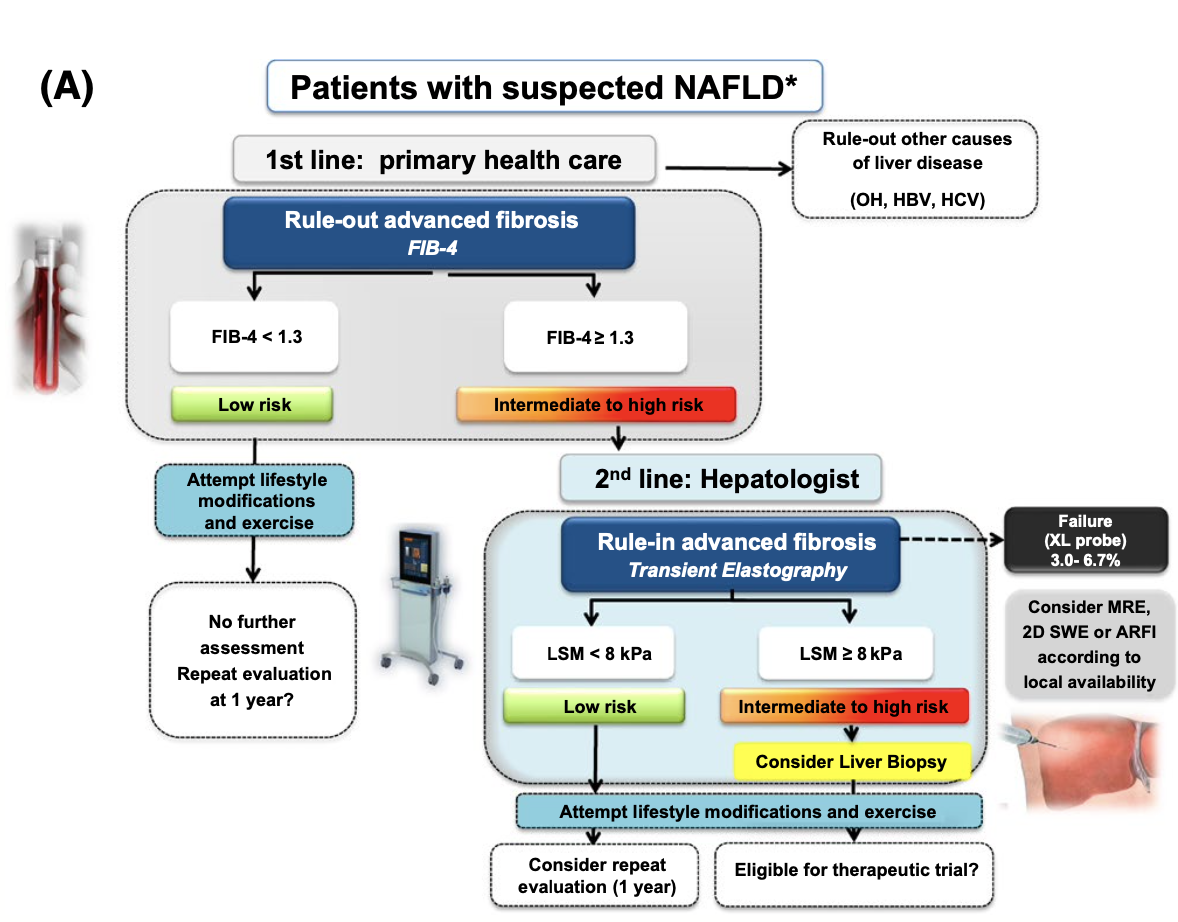 (A)
Patients with suspected NAFLD*
1st line: primary health care
Rule-out other causes
of liver disease
(OH, HBV, HCV)
Rule-out advanced fibrosis
FIB-4
FIB-4 < 1.3
FIB-4 ≥ 1.3
Low risk
Intermediate to high risk
Attempt lifestyle
modifications
and exercise
No further
assessment
Repeat evaluation
at 1 year?
2nd line: Hepatologist
Rule-in advanced fibrosis
Transient Elastography
Failure
(XL probe)
3.0- 6.7%
Consider MRE,
2D SWE or ARFI
according to
local availability
LSM < 8 kPa
LSM ≥ 8 kPa
Low risk
Intermediate to high risk
Consider Liver Biopsy
Attempt lifestyle modifications and exercise
Consider repeat
evaluation (1 year)
Eligible for therapeutic trial?